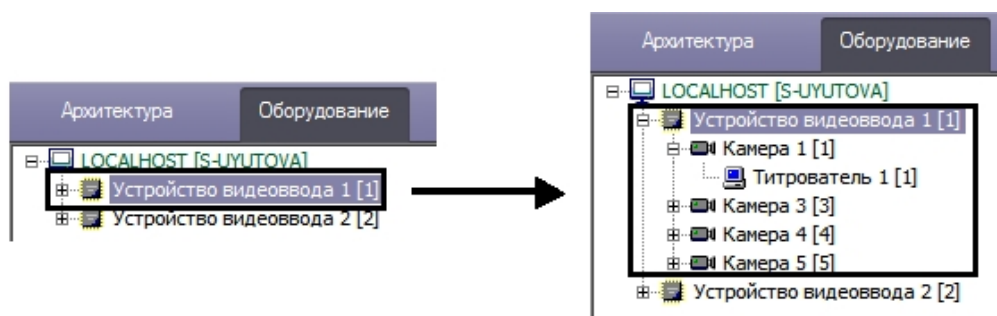 Архитектура Оборудование
LOCALHOST [S-UYUTOVA]
Устройство видеоввода 1 [1]
Устройство видеоввода 2 [2]
Архитектура Оборудование
LOCALHOST [S-UYUTOVA]
Устройство видеоввода 1 [1]
Камера 1 [1]
Титрователь 1 [1]
Камера 3 [3]
Камера 4 [4]
Камера 5 [5]
Устройство видеоввода 2 [2]